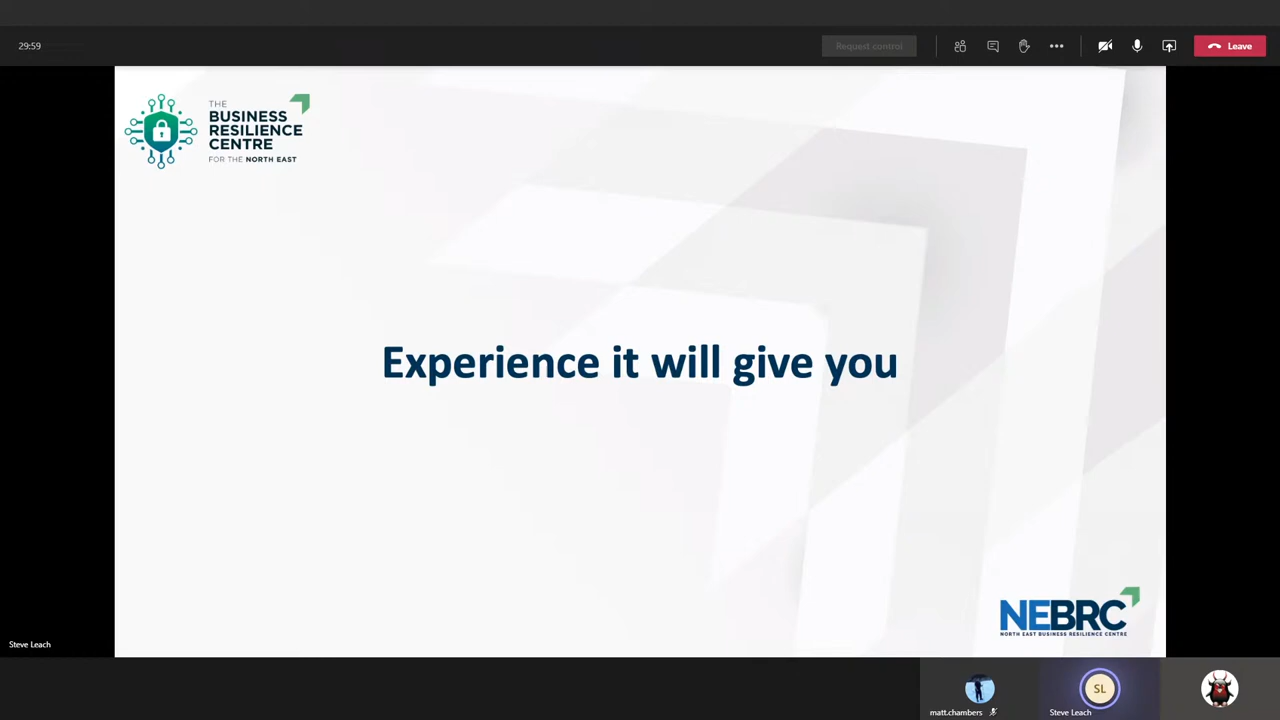 29:59
Request control
Leave
THE
BUSINESS
RESILIENCE
CENTRE
FOR THE NORTH EAST
Experience it will give you
NEBRC
NORTH EAST BUSINESS RESILIENCE CENTRE
Steve Leach
SL
matt.chambers
Steve Leach